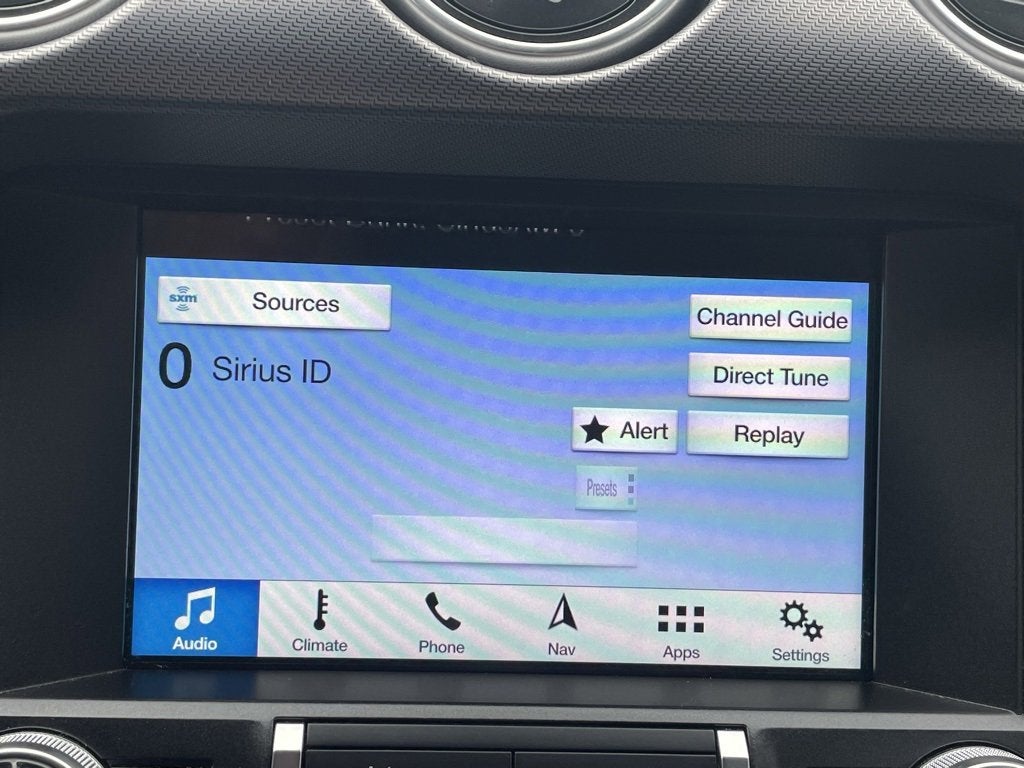 sxm Sources
Channel Guide
0 Sirius ID
Direct Tune
Alert
Replay
Presets
Audio
Climate
Phone
Nav
Apps
Settings